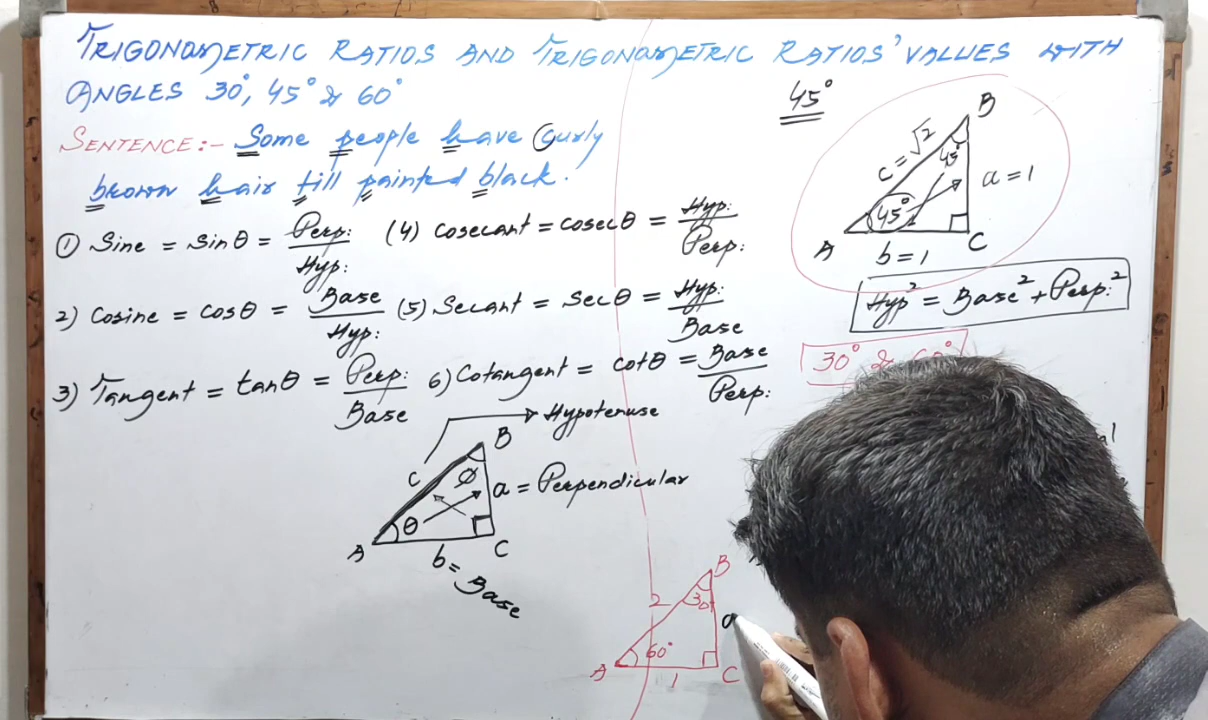 TRIGONOMETRIC RATIOS AND TRIGONOMETRIC RATIOS' VALUES WITH
ANGLES 30°, 45° & 60°
SENTENCE:- Some people have Curly
brown hair till painted black.
① Sine = sinθ = Perp:/Hyp:
(4) cosecant = cosecθ = Hyp:/Perp:
2) Cosine = cosθ = Base/Hyp:
(5) Secant = secθ = Hyp:/Base
3) Tangent = tanθ = Perp:/Base
6) Cotangent = cotθ = Base/Perp:
Hypotenuse
B
c
φ
a = Perpendicular
θ
A
C
b = Base
45°
B
c = √2
45°
a = 1
45°
A
C
b = 1
Hyp² = Base² + Perp:²
30° & 60°
B
2
30°
a
60°
A
1
C